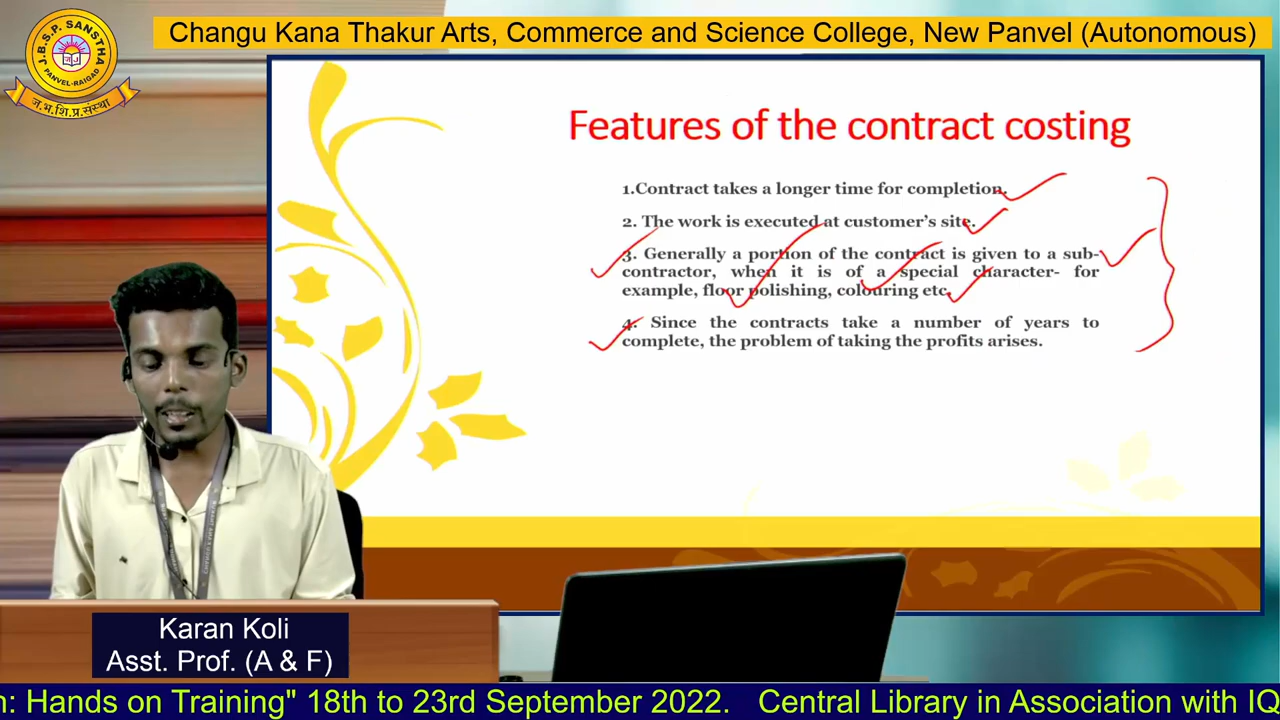 J.B.S.P. SANSTHA
PANVEL-RAIGAD
ज.भ.शि.प्र.संस्था
Changu Kana Thakur Arts, Commerce and Science College, New Panvel (Autonomous)
Features of the contract costing
1.Contract takes a longer time for completion.
2. The work is executed at customer's site.
3. Generally a portion of the contract is given to a sub-
contractor, when it is of a special character- for
example, floor polishing, colouring etc.
4. Since the contracts take a number of years to
complete, the problem of taking the profits arises.
Karan Koli
Asst. Prof. (A & F)
n: Hands on Training" 18th to 23rd September 2022. Central Library in Association with IQ